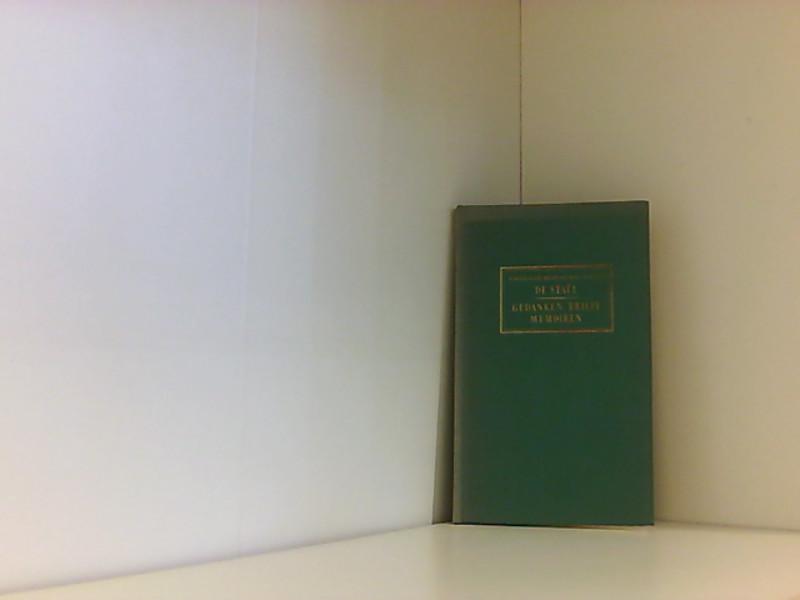 DE STAËL
GEDANKEN BRIEFE
MEMOIREN